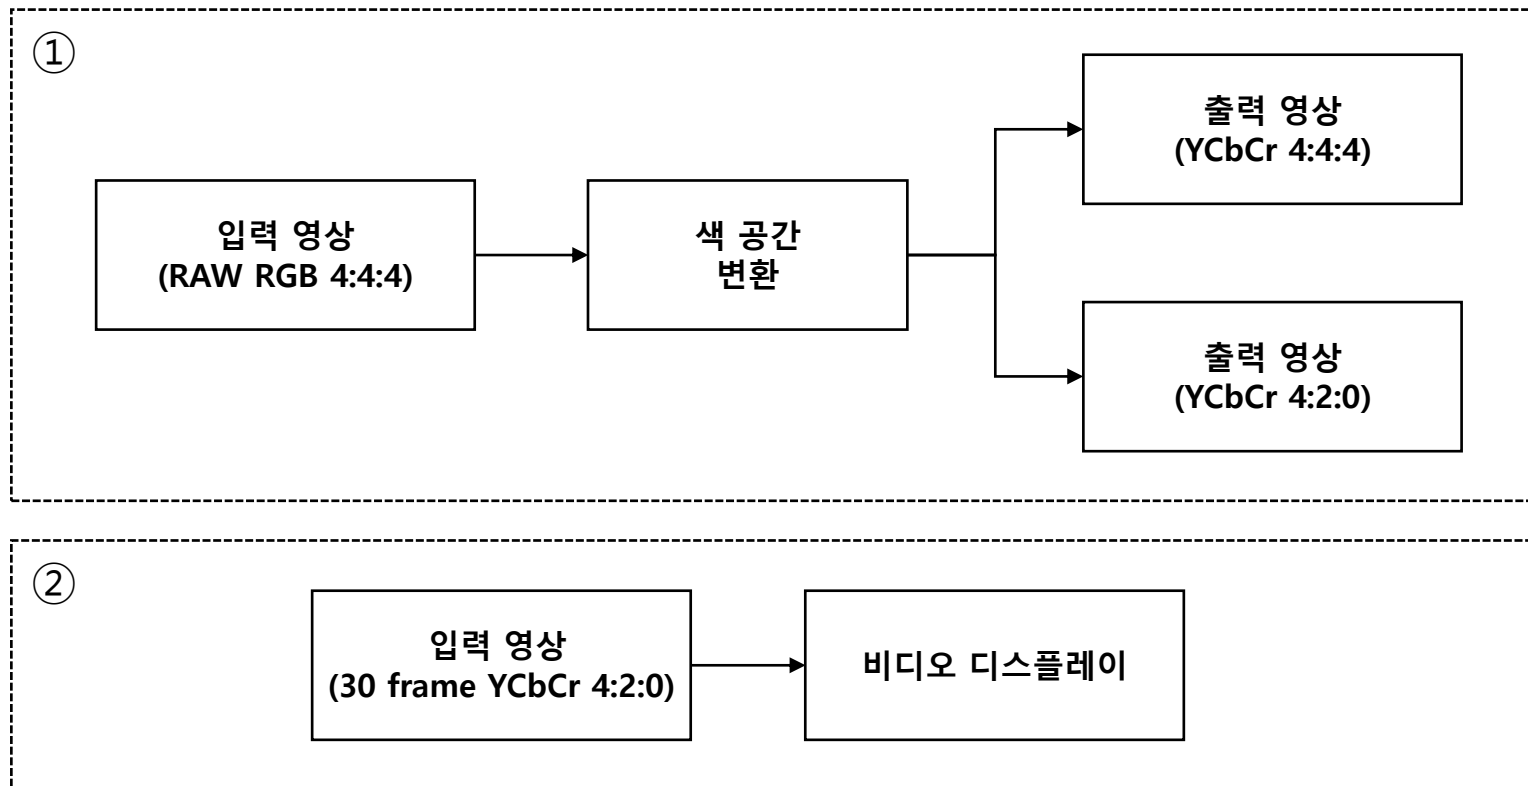 ①
입력 영상
(RAW RGB 4:4:4)
색 공간
변환
출력 영상
(YCbCr 4:4:4)
출력 영상
(YCbCr 4:2:0)
②
입력 영상
(30 frame YCbCr 4:2:0)
비디오 디스플레이